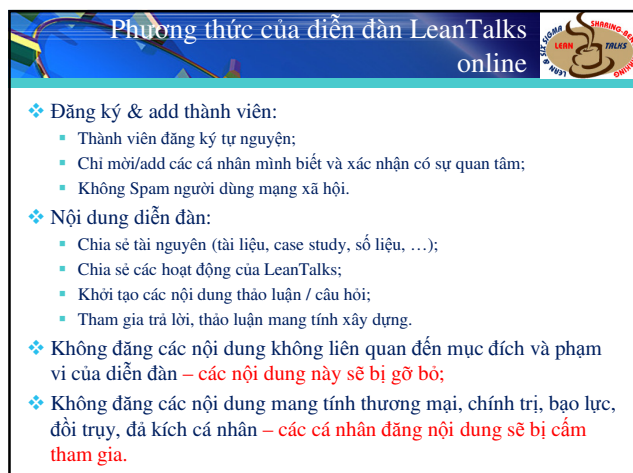 Phương thức của diễn đàn LeanTalks
online
LEAN & SIX SIGMA
SHARING-BEN
LEAN TALKS
KING
Đăng ký & add thành viên:
Thành viên đăng ký tự nguyện;
Chỉ mời/add các cá nhân mình biết và xác nhận có sự quan tâm;
Không Spam người dùng mạng xã hội.
Nội dung diễn đàn:
Chia sẻ tài nguyên (tài liệu, case study, số liệu, …);
Chia sẻ các hoạt động của LeanTalks;
Khởi tạo các nội dung thảo luận / câu hỏi;
Tham gia trả lời, thảo luận mang tính xây dựng.
Không đăng các nội dung không liên quan đến mục đích và phạm
vi của diễn đàn – các nội dung này sẽ bị gỡ bỏ;
Không đăng các nội dung mang tính thương mại, chính trị, bạo lực,
đồi trụy, đả kích cá nhân – các cá nhân đăng nội dung sẽ bị cấm
tham gia.